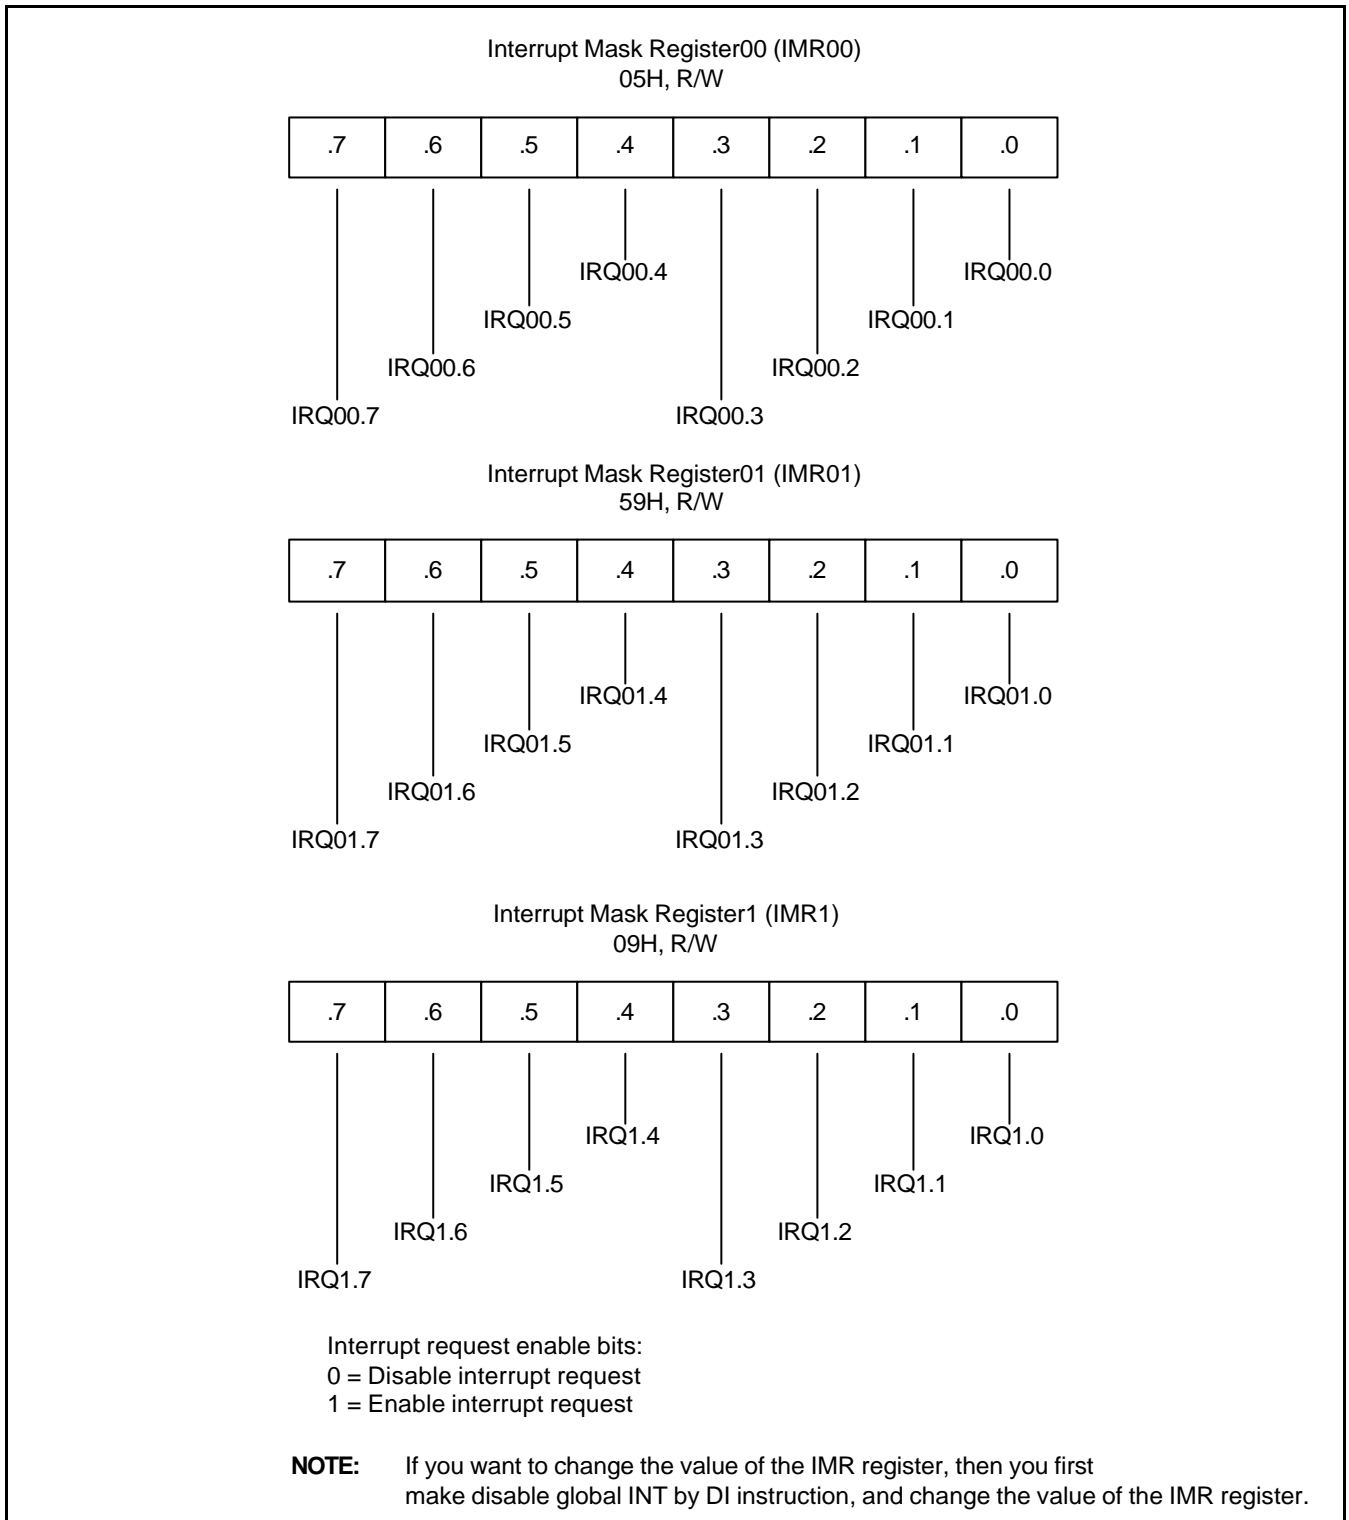 Interrupt Mask Register00 (IMR00)
05H, R/W
.7 .6 .5 .4 .3 .2 .1 .0
IRQ00.4 IRQ00.0
IRQ00.5 IRQ00.1
IRQ00.6 IRQ00.2
IRQ00.7 IRQ00.3
Interrupt Mask Register01 (IMR01)
59H, R/W
.7 .6 .5 .4 .3 .2 .1 .0
IRQ01.4 IRQ01.0
IRQ01.5 IRQ01.1
IRQ01.6 IRQ01.2
IRQ01.7 IRQ01.3
Interrupt Mask Register1 (IMR1)
09H, R/W
.7 .6 .5 .4 .3 .2 .1 .0
IRQ1.4 IRQ1.0
IRQ1.5 IRQ1.1
IRQ1.6 IRQ1.2
IRQ1.7 IRQ1.3
Interrupt request enable bits:
0 = Disable interrupt request
1 = Enable interrupt request
NOTE: If you want to change the value of the IMR register, then you first
make disable global INT by DI instruction, and change the value of the IMR register.